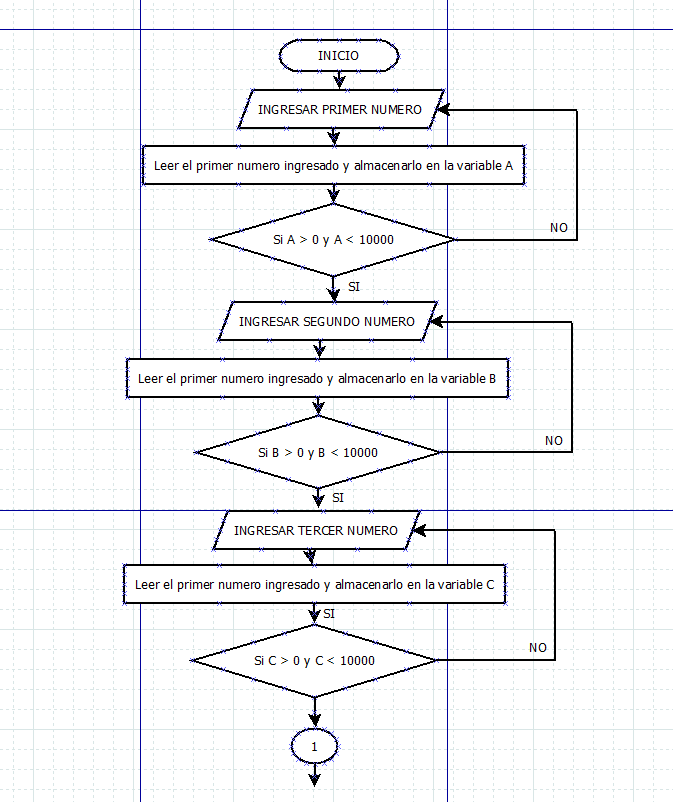 INICIO
INGRESAR PRIMER NUMERO
Leer el primer numero ingresado y almacenarlo en la variable A
Si A > 0 y A < 10000
NO
SI
INGRESAR SEGUNDO NUMERO
Leer el primer numero ingresado y almacenarlo en la variable B
Si B > 0 y B < 10000
NO
SI
INGRESAR TERCER NUMERO
Leer el primer numero ingresado y almacenarlo en la variable C
SI
Si C > 0 y C < 10000
NO
1